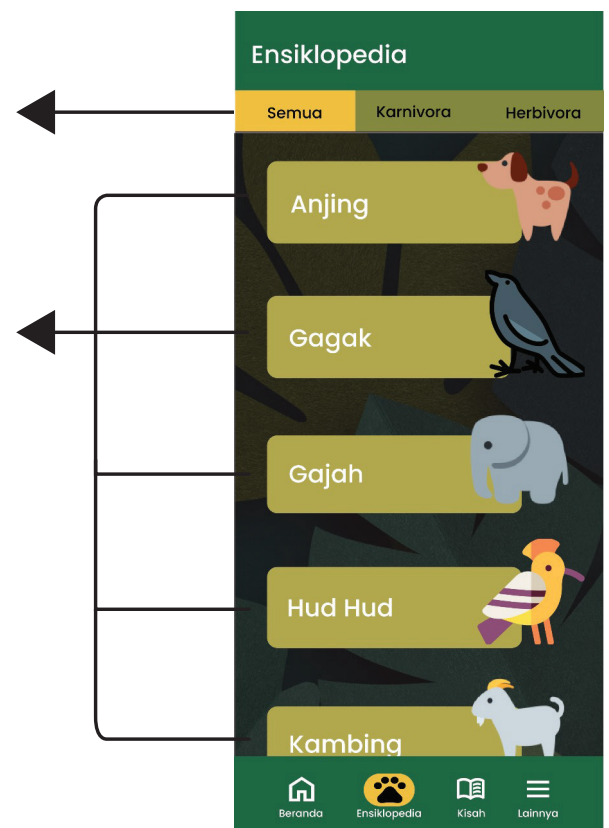 Ensiklopedia
Semua Karnivora Herbivora
Anjing
Gagak
Gajah
Hud Hud
Kambing
Beranda Ensiklopedia Kisah Lainnya